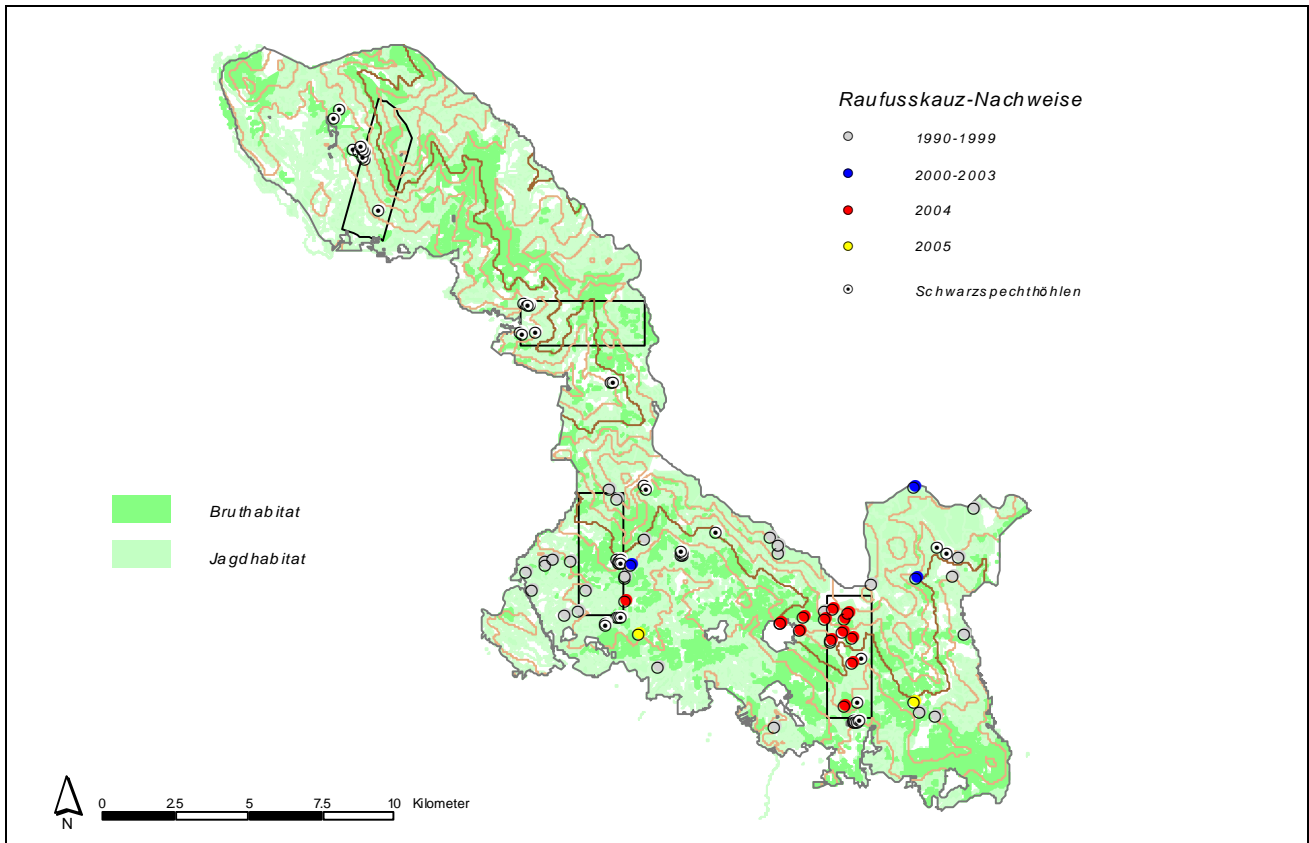 Raufusskauz-Nachweise
1990-1999
2000-2003
2004
2005
Schwarzspechthöhlen
Bruthabitat
Jagdhabitat
N
0 2.5 5 7.5 10 Kilometer